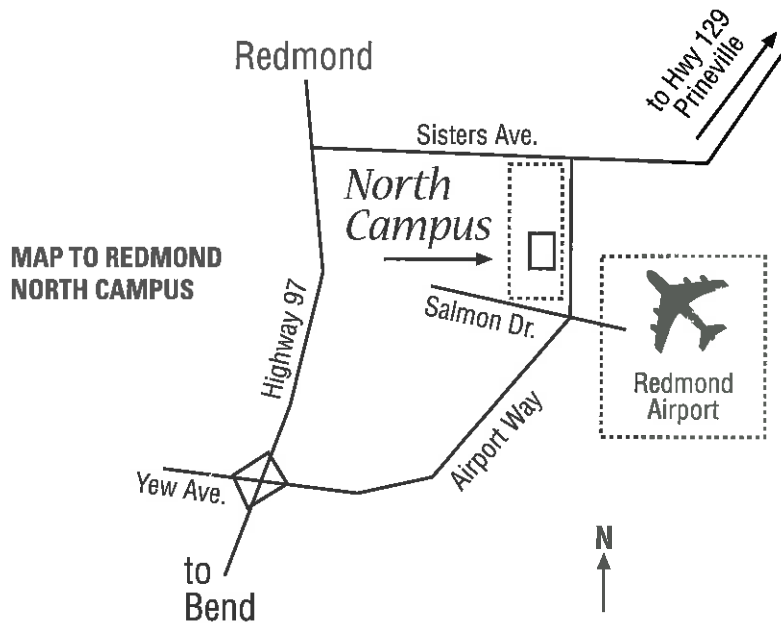 Redmond
to Hwy 129
Prineville
Sisters Ave.
North
Campus
MAP TO REDMOND
NORTH CAMPUS
Highway 97
Salmon Dr.
Redmond
Airport
Airport Way
Yew Ave.
to
Bend
N